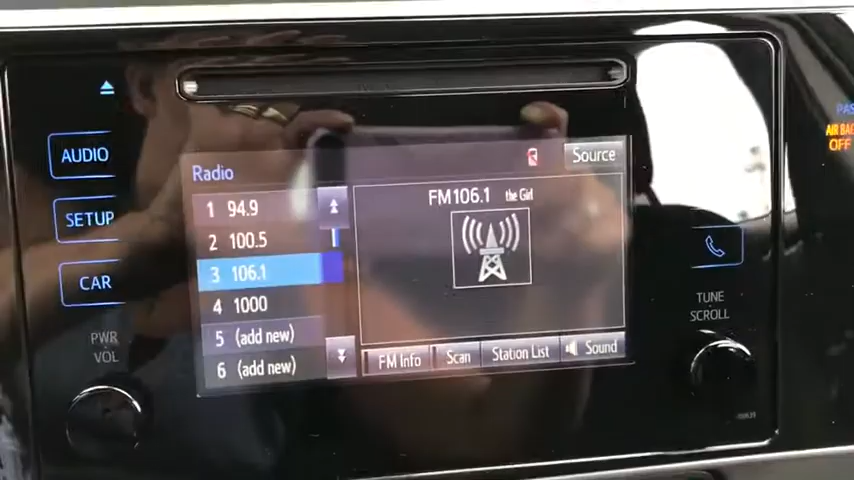 AUDIO
SETUP
CAR
PWR
VOL
Radio
1 94.9
2 100.5
3 106.1
4 1000
5 (add new)
6 (add new)
Source
FM106.1 the Girl
FM Info
Scan
Station List
Sound
TUNE
SCROLL
PAS
AIR BAG
OFF